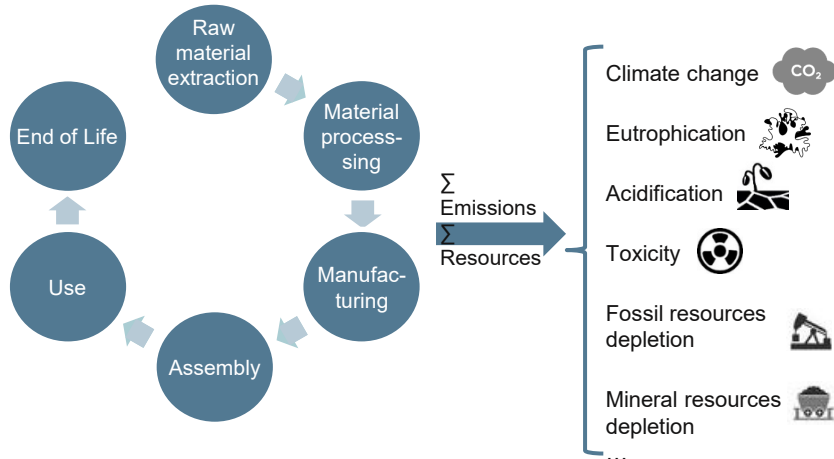 Raw
material
extraction
Material
process-
sing
Manufac-
turing
Assembly
Use
End of Life
∑
Emissions
∑
Resources
Climate change
CO₂
Eutrophication
Acidification
Toxicity
Fossil resources
depletion
Mineral resources
depletion
...